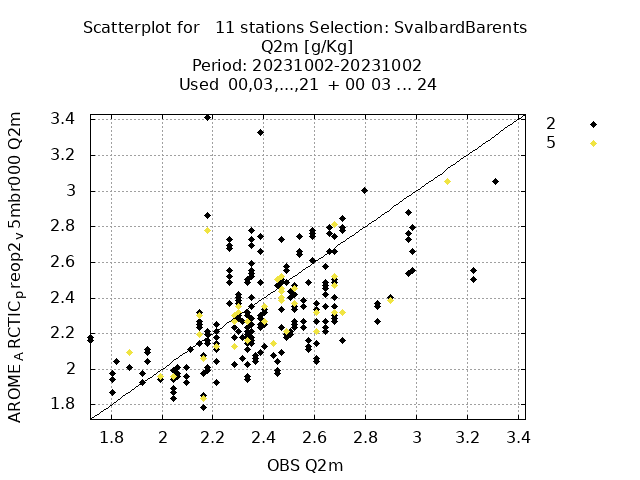 Scatterplot for 11 stations Selection: SvalbardBarents
Q2m [g/Kg]
Period: 20231002-20231002
Used 00,03,...,21 + 00 03 ... 24
2
5
AROME_ARCTIC_preop2_v.5mbr000 Q2m
3.4
3.2
3
2.8
2.6
2.4
2.2
2
1.8
1.8 2 2.2 2.4 2.6 2.8 3 3.2 3.4
OBS Q2m